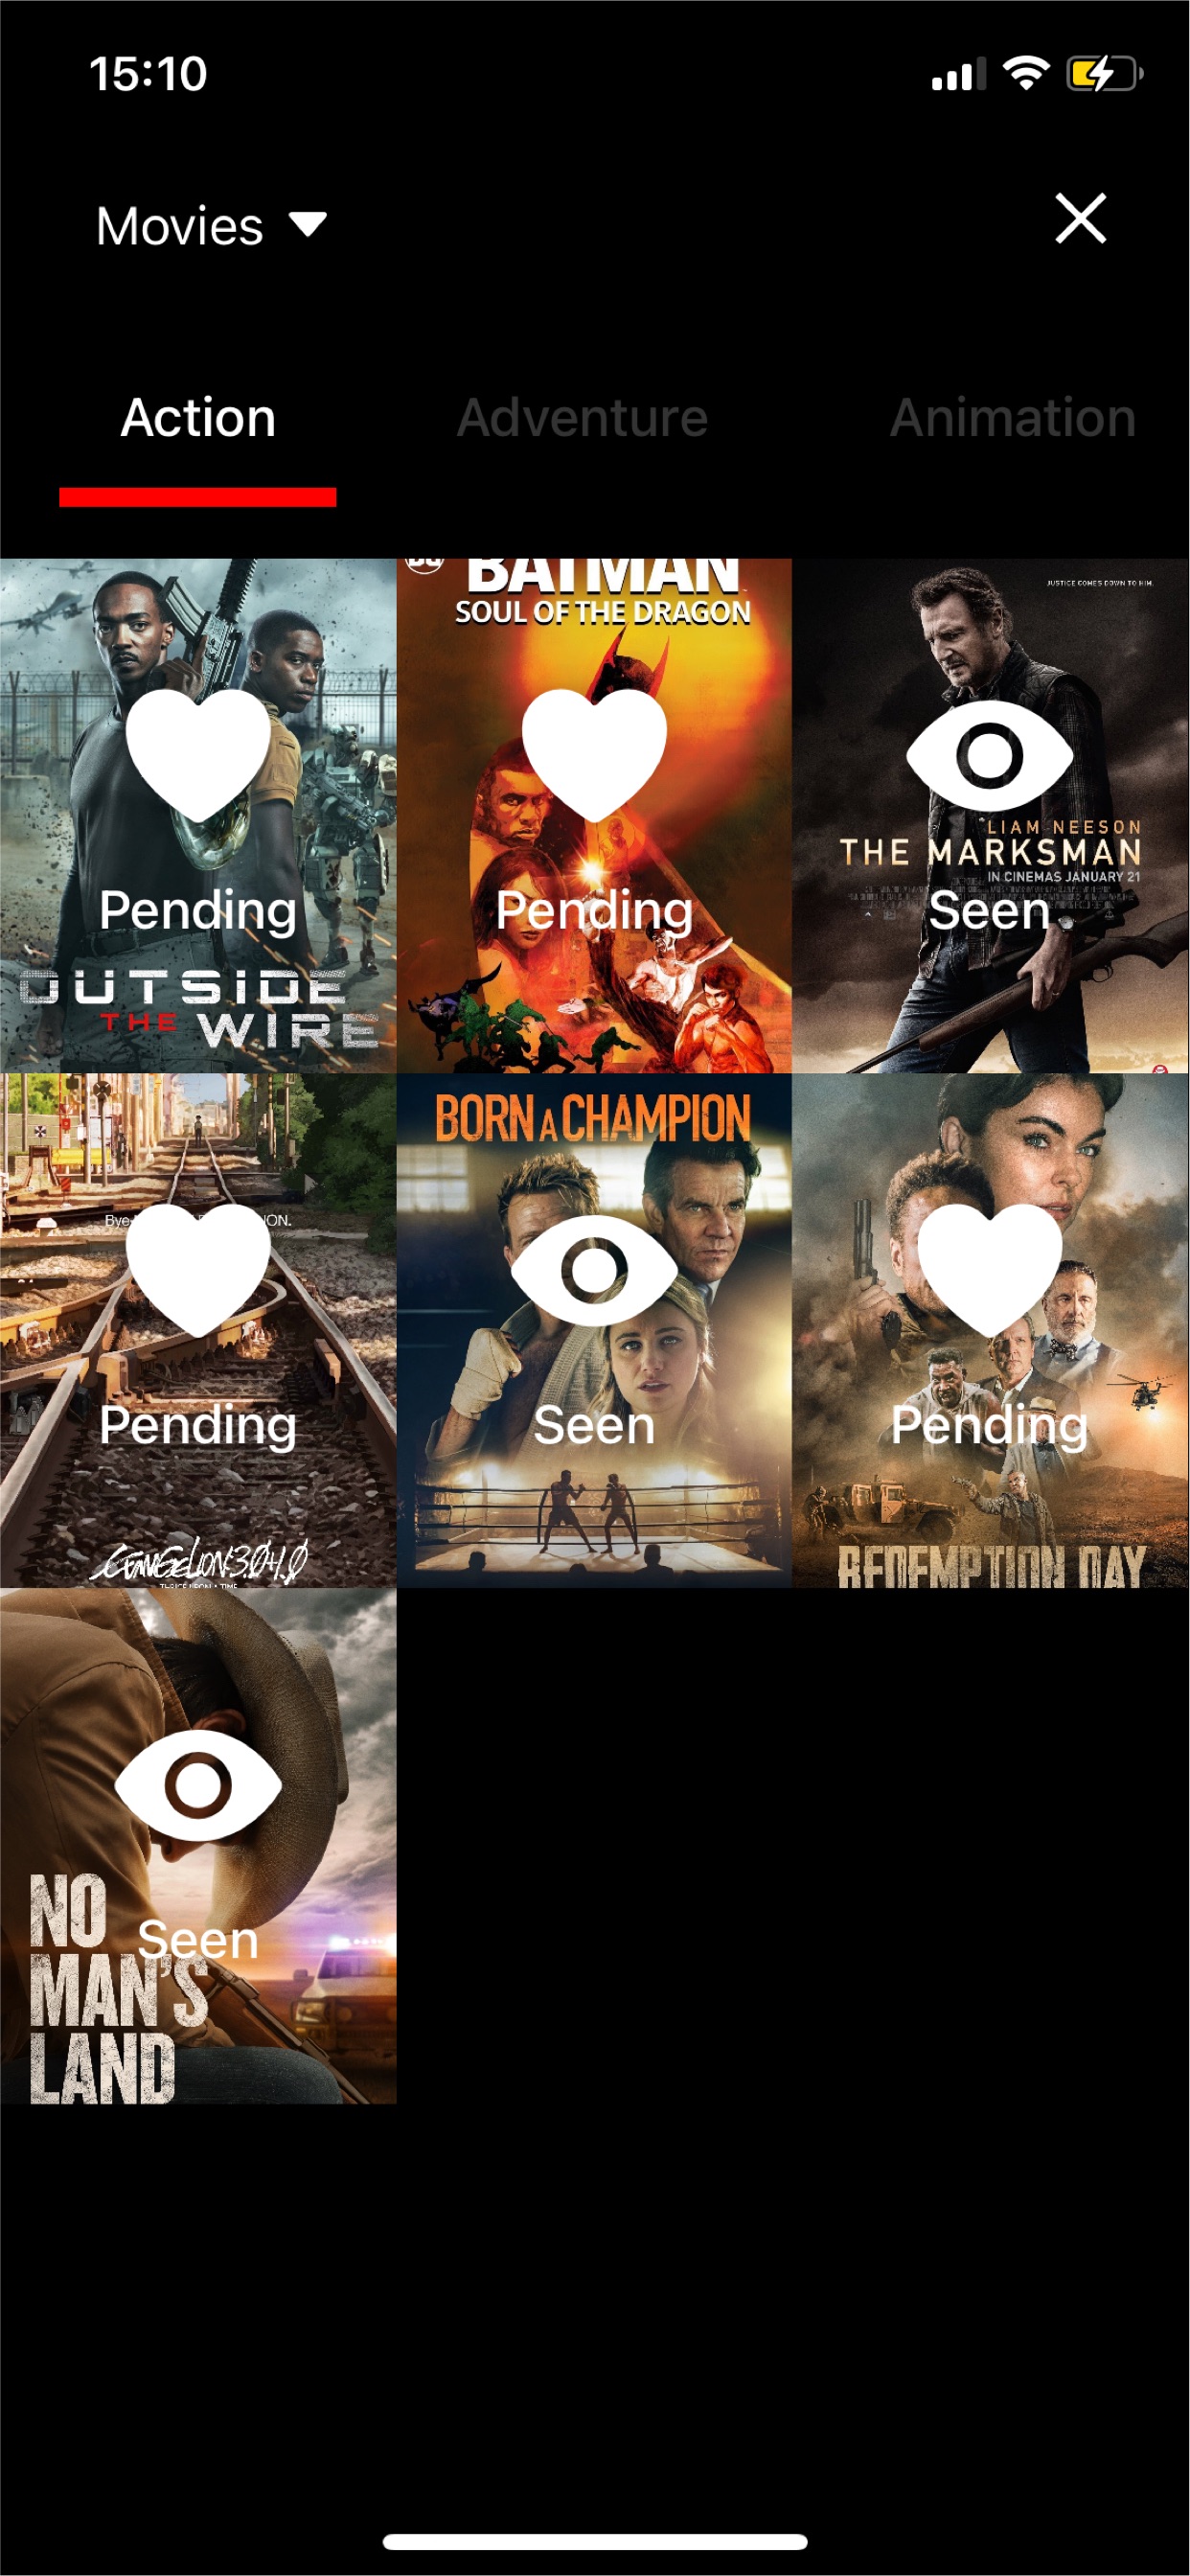 15:10
Movies
Action
Adventure
Animation
BATMAN
SOUL OF THE DRAGON
JUSTICE COMES DOWN TO HIM.
Pending
OUTSIDE
THE WIRE
Pending
LIAM NEESON
THE MARKSMAN
IN CINEMAS JANUARY 21
Seen
Bye-
ION.
Pending
EVANGELION:3.0+1.0
THRICE UPON A TIME
BORN A CHAMPION
Seen
Pending
REDEMPTION DAY
Seen
NO
MAN'S
LAND